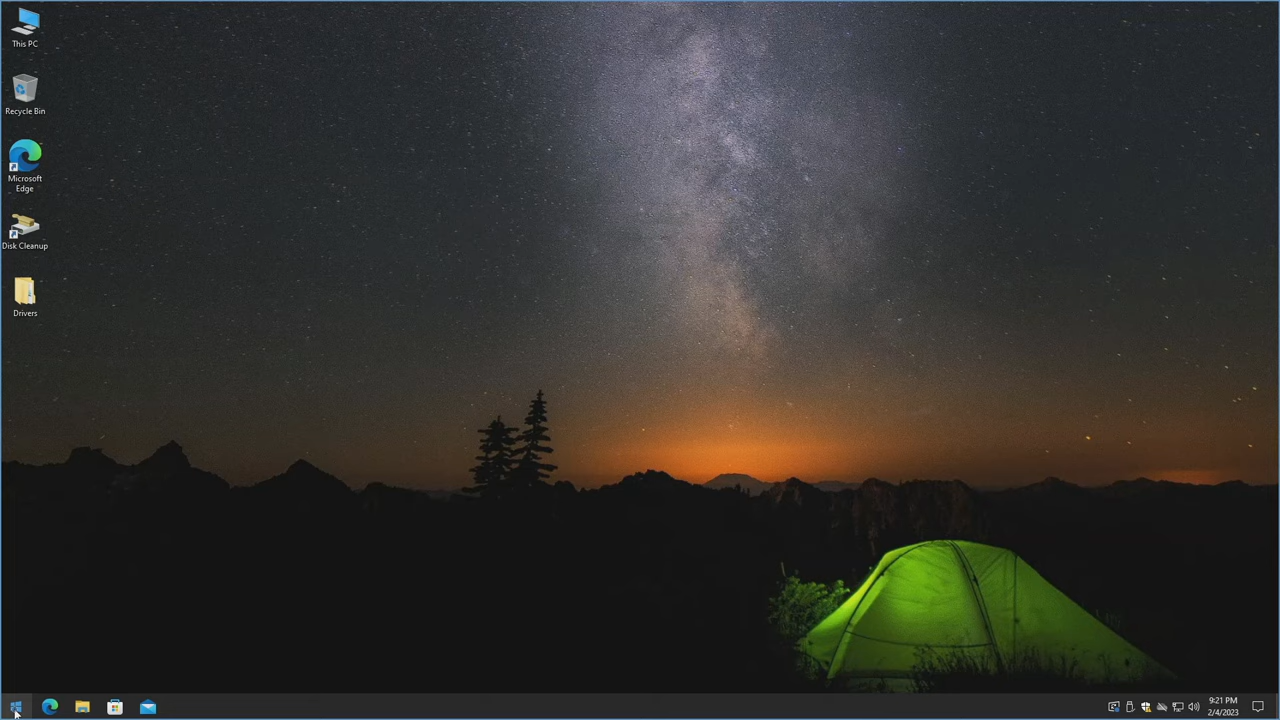 This PC
Recycle Bin
Microsoft
Edge
Disk Cleanup
Drivers
9:21 PM
2/4/2023